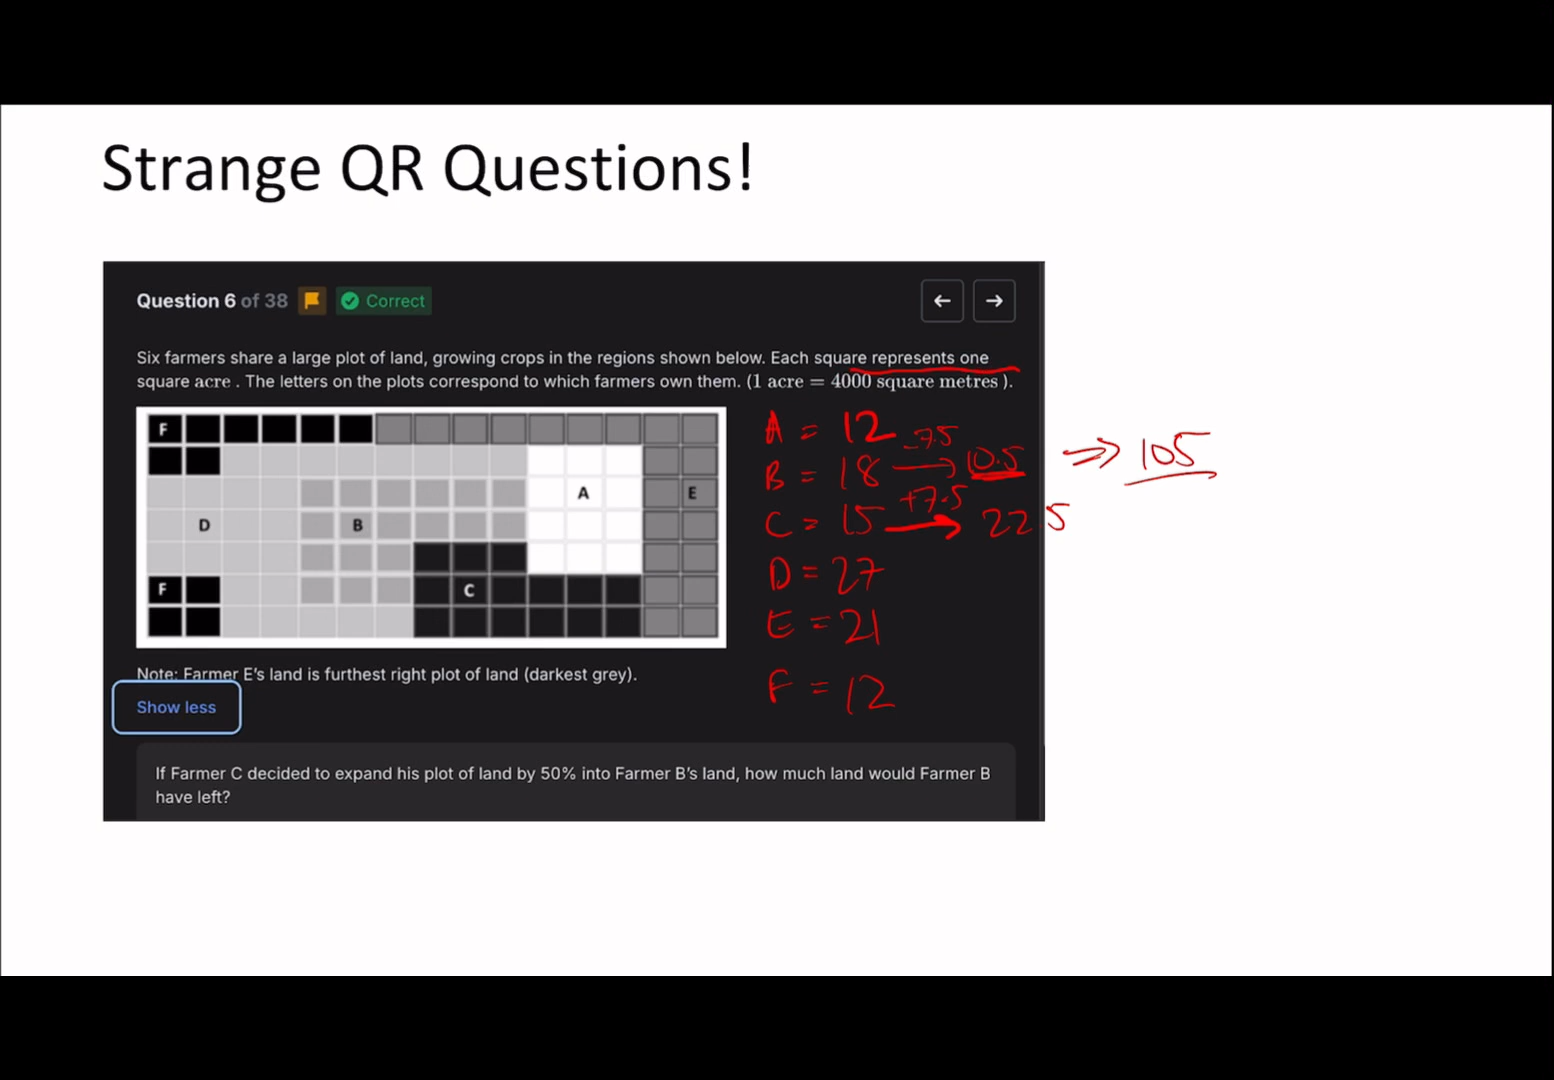 Strange QR Questions!
Question 6 of 38 Correct
Six farmers share a large plot of land, growing crops in the regions shown below. Each square represents one
square acre . The letters on the plots correspond to which farmers own them. (1 acre = 4000 square metres ).
F
A E
D B
F C
A = 12
B = 18 -7.5 10.5 => 105
C = 15 +7.5 22.5
D = 27
E = 21
F = 12
Note: Farmer E's land is furthest right plot of land (darkest grey).
Show less
If Farmer C decided to expand his plot of land by 50% into Farmer B's land, how much land would Farmer B
have left?